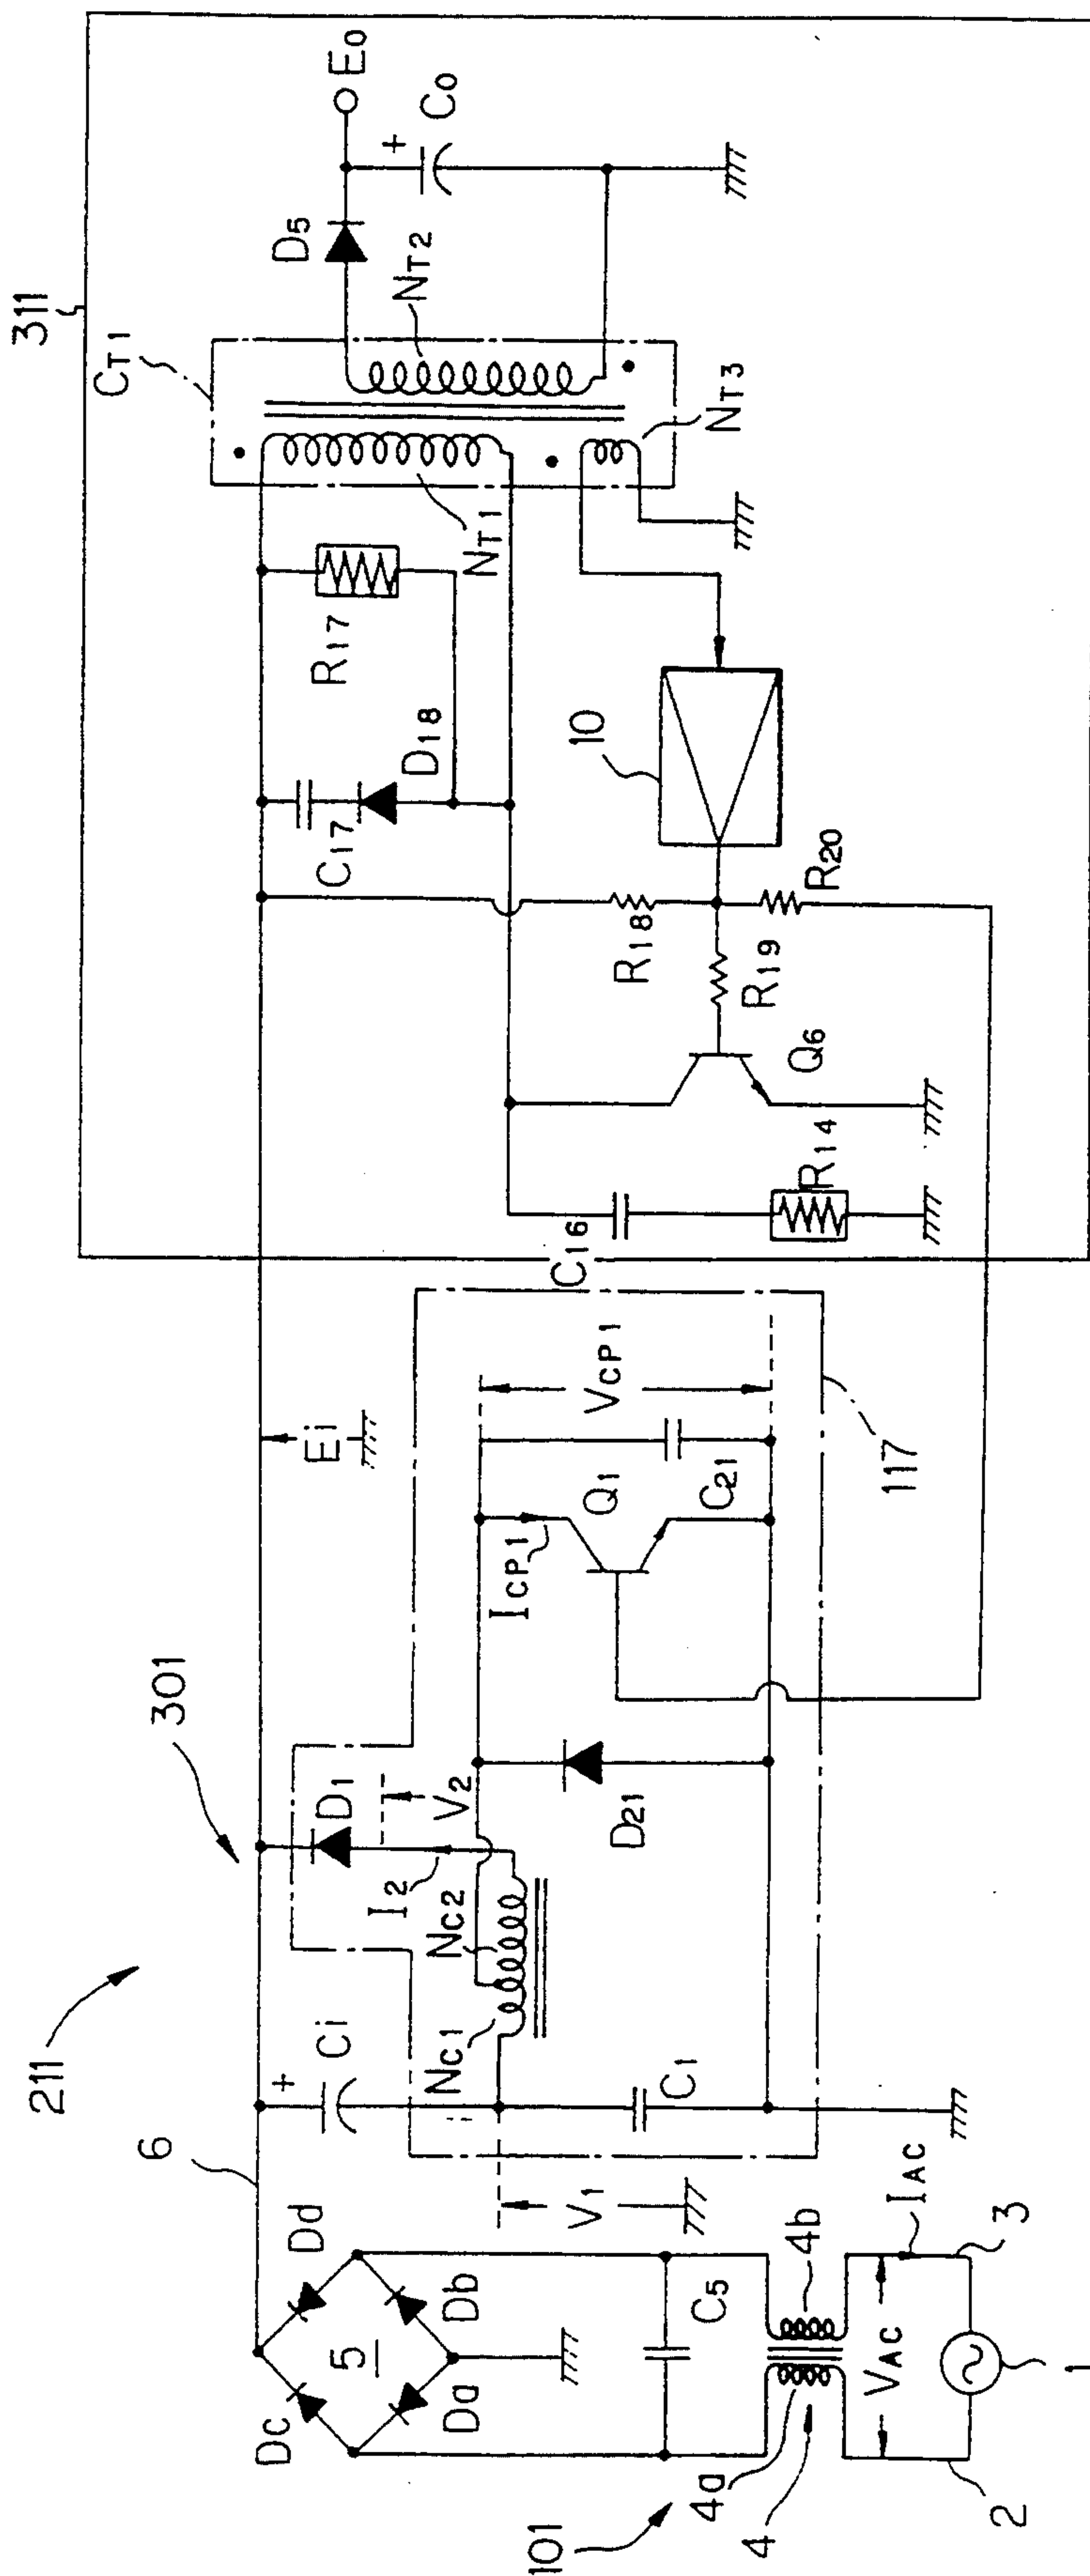 311
CT1
D5
E0
+
C0
NT2
NT3
NT1
R17
D18
C17
10
R18
R20
R19
Q6
R14
C16
301
211
Ei
VCP1
ICP1
Q1
C21
117
D1
V2
I2
NC2
NC1
D21
+
Ci
C1
V1
6
Dd
Db
Dc
Da
5
C5
4b
4a
4
101
VAC
IAC
3
2
1